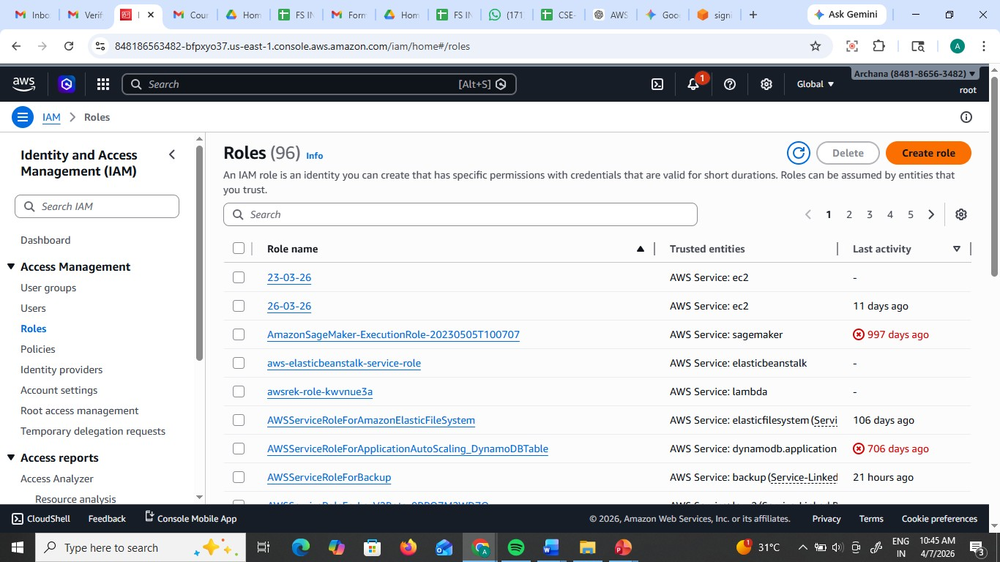 Inbo
Verif
I
Cour
Hom
FS IN
Form
Hom
FS IN
(171
CSE-
AWS
Goo
signi
Ask Gemini
848186563482-bfpxyo37.us-east-1.console.aws.amazon.com/iam/home#/roles
A
aws
Search
[Alt+S]
1
Global
Archana (8481-8656-3482)
root
IAM
Roles
Identity and Access
Management (IAM)
Search IAM
Dashboard
Access Management
User groups
Users
Roles
Policies
Identity providers
Account settings
Root access management
Temporary delegation requests
Access reports
Access Analyzer
Resource analysis
Roles (96) Info
Delete
Create role
An IAM role is an identity you can create that has specific permissions with credentials that are valid for short durations. Roles can be assumed by entities that
you trust.
Search
1 2 3 4 5
Role name Trusted entities Last activity
23-03-26 AWS Service: ec2 -
26-03-26 AWS Service: ec2 11 days ago
AmazonSageMaker-ExecutionRole-20230505T100707 AWS Service: sagemaker 997 days ago
aws-elasticbeanstalk-service-role AWS Service: elasticbeanstalk -
awsrek-role-kwvnue3a AWS Service: lambda -
AWSServiceRoleForAmazonElasticFileSystem AWS Service: elasticfilesystem (Servi 106 days ago
AWSServiceRoleForApplicationAutoScaling_DynamoDBTable AWS Service: dynamodb.application 706 days ago
AWSServiceRoleForBackup AWS Service: backup (Service-Linked 21 hours ago
CloudShell
Feedback
Console Mobile App
© 2026, Amazon Web Services, Inc. or its affiliates.
Privacy
Terms
Cookie preferences
Type here to search
31°C
ENG
IN
10:45 AM
4/7/2026
3